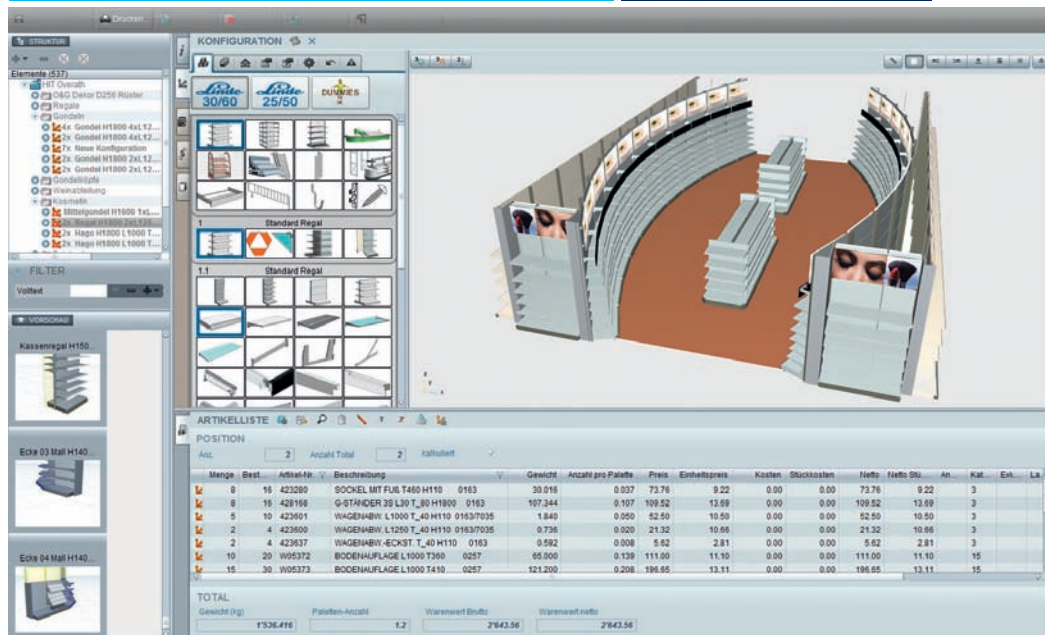 Drucken...
STRUKTUR
Elemente (537)
HIT Overath
O&G Dekor D256 Rüster
Regale
Gondeln
4x Gondel H1800 4xL12...
2x Gondel H1800 4xL12...
7x Neue Konfiguration
2x Gondel H1800 2xL12...
2x Gondel H1800 2xL12...
Gondelköpfe
Weinabteilung
Kosmetik
Mittelgondel H1600 1xL...
2x Regal H1800 2xL125...
2x Hago H1800 L1000 T...
2x Hago H1800 L1000 T...
FILTER
Volltext
VORSCHAU
Kassenregal H150...
Ecke 03 Mall H140...
Ecke 04 Mall H140...
KONFIGURATION
Linde 30/60
Linde 25/50
DUMMIES
1 Standard Regal
1.1 Standard Regal
ARTIKELLISTE
POSITION
Anz. 2 Anzahl Total 2 kalkuliert
Menge Best... Artikel-Nr. Beschreibung Gewicht Anzahl pro Palette Preis Einheitspreis Kosten Stückkosten Netto Netto Stü... An... Kat... Exk... La
8 16 423280 SOCKEL MIT FUß T460 H110 0163 30.016 0.037 73.76 9.22 0.00 0.00 73.76 9.22 3
8 16 428168 G-STÄNDER 3S L30 T_80 H1800 0163 107.344 0.107 109.52 13.69 0.00 0.00 109.52 13.69 3
5 10 423601 WAGENABW. L1000 T_40 H110 0163/7035 1.840 0.050 52.50 10.50 0.00 0.00 52.50 10.50 3
2 4 423600 WAGENABW. L1250 T_40 H110 0163/7035 0.736 0.020 21.32 10.66 0.00 0.00 21.32 10.66 3
2 4 423637 WAGENABW.-ECKST. T_40 H110 0163 0.592 0.008 5.62 2.81 0.00 0.00 5.62 2.81 3
10 20 W05372 BODENAUFLAGE L1000 T360 0257 65.000 0.139 111.00 11.10 0.00 0.00 111.00 11.10 15
15 30 W05373 BODENAUFLAGE L1000 T410 0257 121.200 0.208 196.65 13.11 0.00 0.00 196.65 13.11 15
TOTAL
Gewicht (kg) Paletten-Anzahl Warenwert Brutto Warenwert netto
1'536.416 1.2 2'643.56 2'643.56